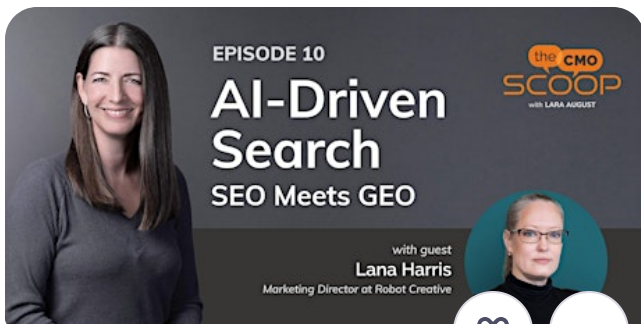 EPISODE 10
AI-Driven
Search
SEO Meets GEO
the CMO
SCOOP
with LARA AUGUST
with guest
Lana Harris
Marketing Director at Robot Creative